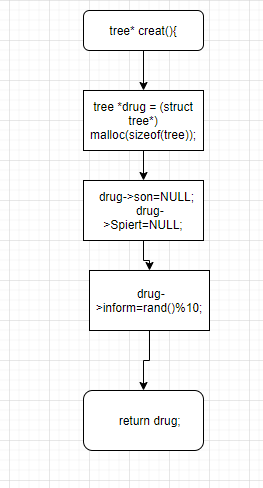 tree* creat(){
tree *drug = (struct
tree*)
malloc(sizeof(tree));
drug->son=NULL;
drug-
>Spiert=NULL;
drug-
>inform=rand()%10;
return drug;